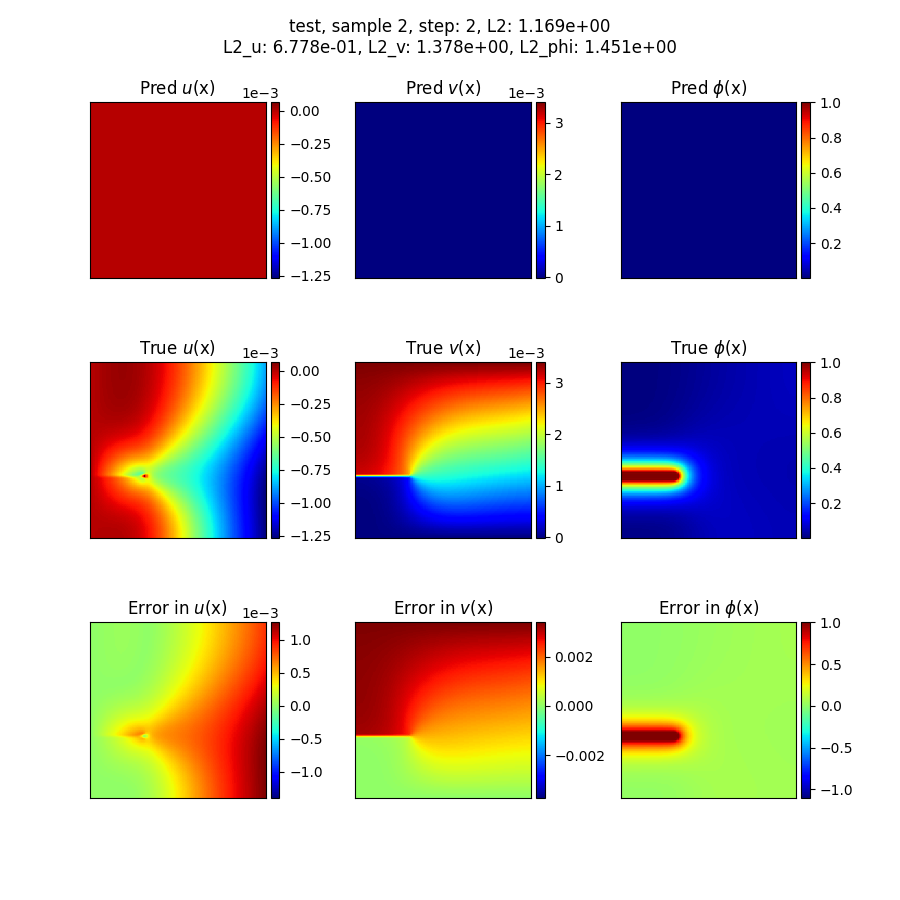 test, sample 2, step: 2, L2: 1.169e+00
L2_u: 6.778e-01, L2_v: 1.378e+00, L2_phi: 1.451e+00
Pred u(x)
1e−3
0.00
−0.25
−0.50
−0.75
−1.00
−1.25
Pred v(x)
1e−3
3
2
1
0
Pred ϕ(x)
1.0
0.8
0.6
0.4
0.2
True u(x)
1e−3
0.00
−0.25
−0.50
−0.75
−1.00
−1.25
True v(x)
1e−3
3
2
1
0
True ϕ(x)
1.0
0.8
0.6
0.4
0.2
Error in u(x)
1e−3
1.0
0.5
0.0
−0.5
−1.0
Error in v(x)
0.002
0.000
−0.002
Error in ϕ(x)
1.0
0.5
0.0
−0.5
−1.0